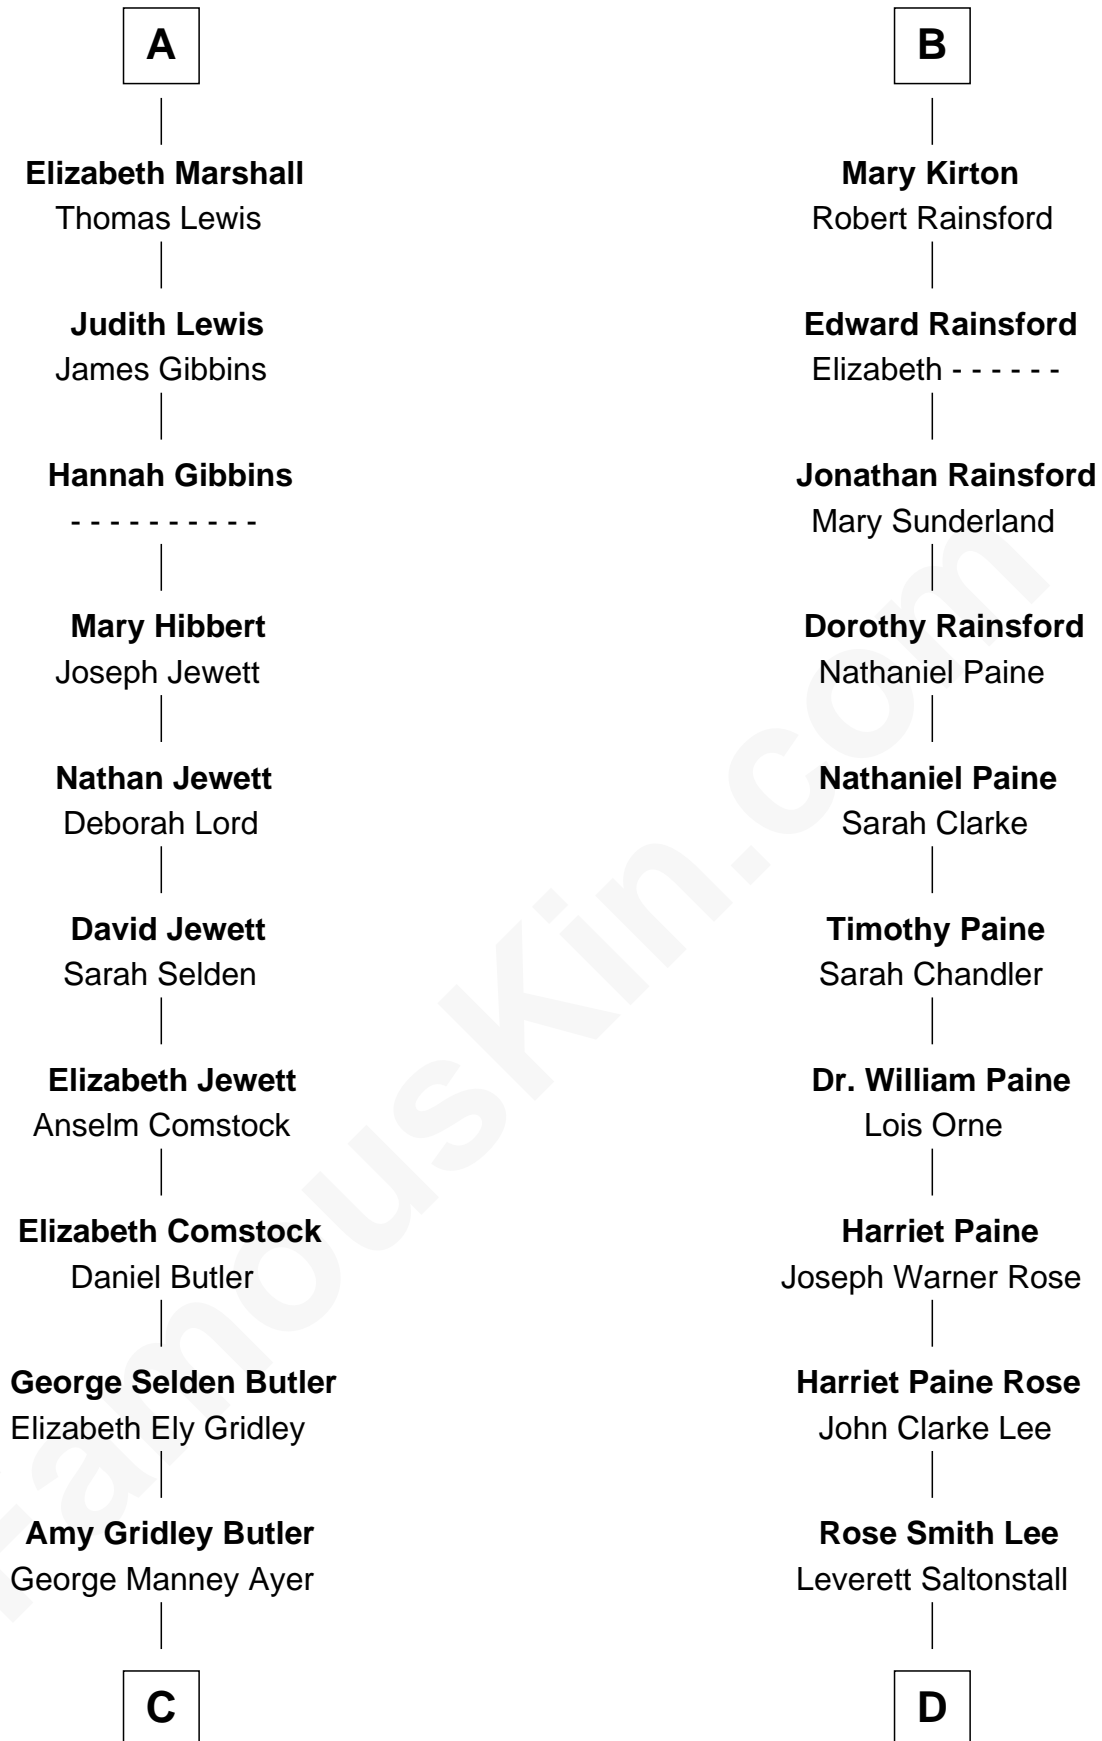 A
Elizabeth Marshall
Thomas Lewis
Judith Lewis
James Gibbins
Hannah Gibbins
- - - - - - - - - -
Mary Hibbert
Joseph Jewett
Nathan Jewett
Deborah Lord
David Jewett
Sarah Selden
Elizabeth Jewett
Anselm Comstock
Elizabeth Comstock
Daniel Butler
George Selden Butler
Elizabeth Ely Gridley
Amy Gridley Butler
George Manney Ayer
C
B
Mary Kirton
Robert Rainsford
Edward Rainsford
Elizabeth - - - - - -
Jonathan Rainsford
Mary Sunderland
Dorothy Rainsford
Nathaniel Paine
Nathaniel Paine
Sarah Clarke
Timothy Paine
Sarah Chandler
Dr. William Paine
Lois Orne
Harriet Paine
Joseph Warner Rose
Harriet Paine Rose
John Clarke Lee
Rose Smith Lee
Leverett Saltonstall
D
FamousKin.com